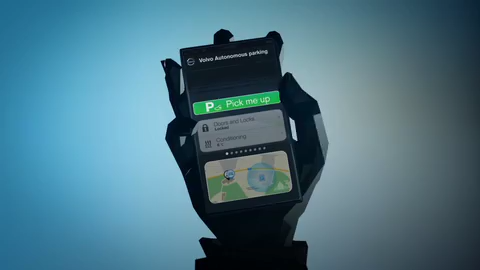 Volvo Autonomous parking
P Pick me up
Doors and Locks
Locked
Conditioning